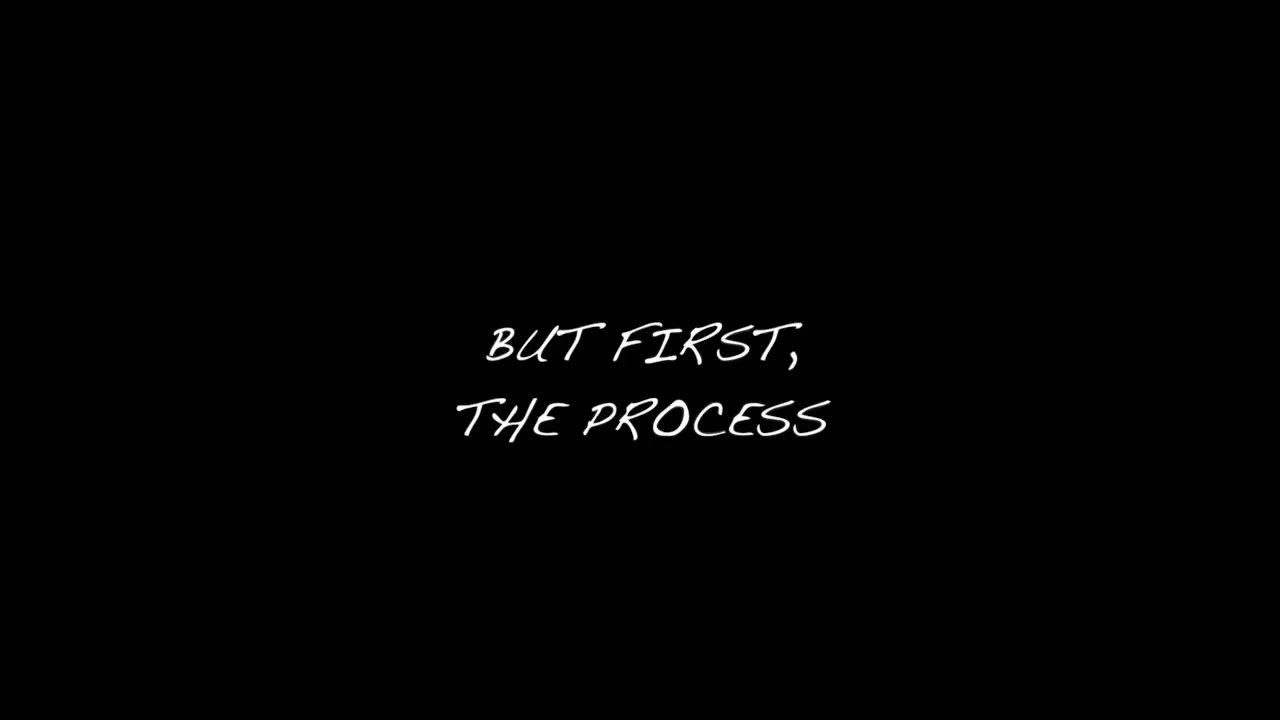 BUT FIRST,
THE PROCESS